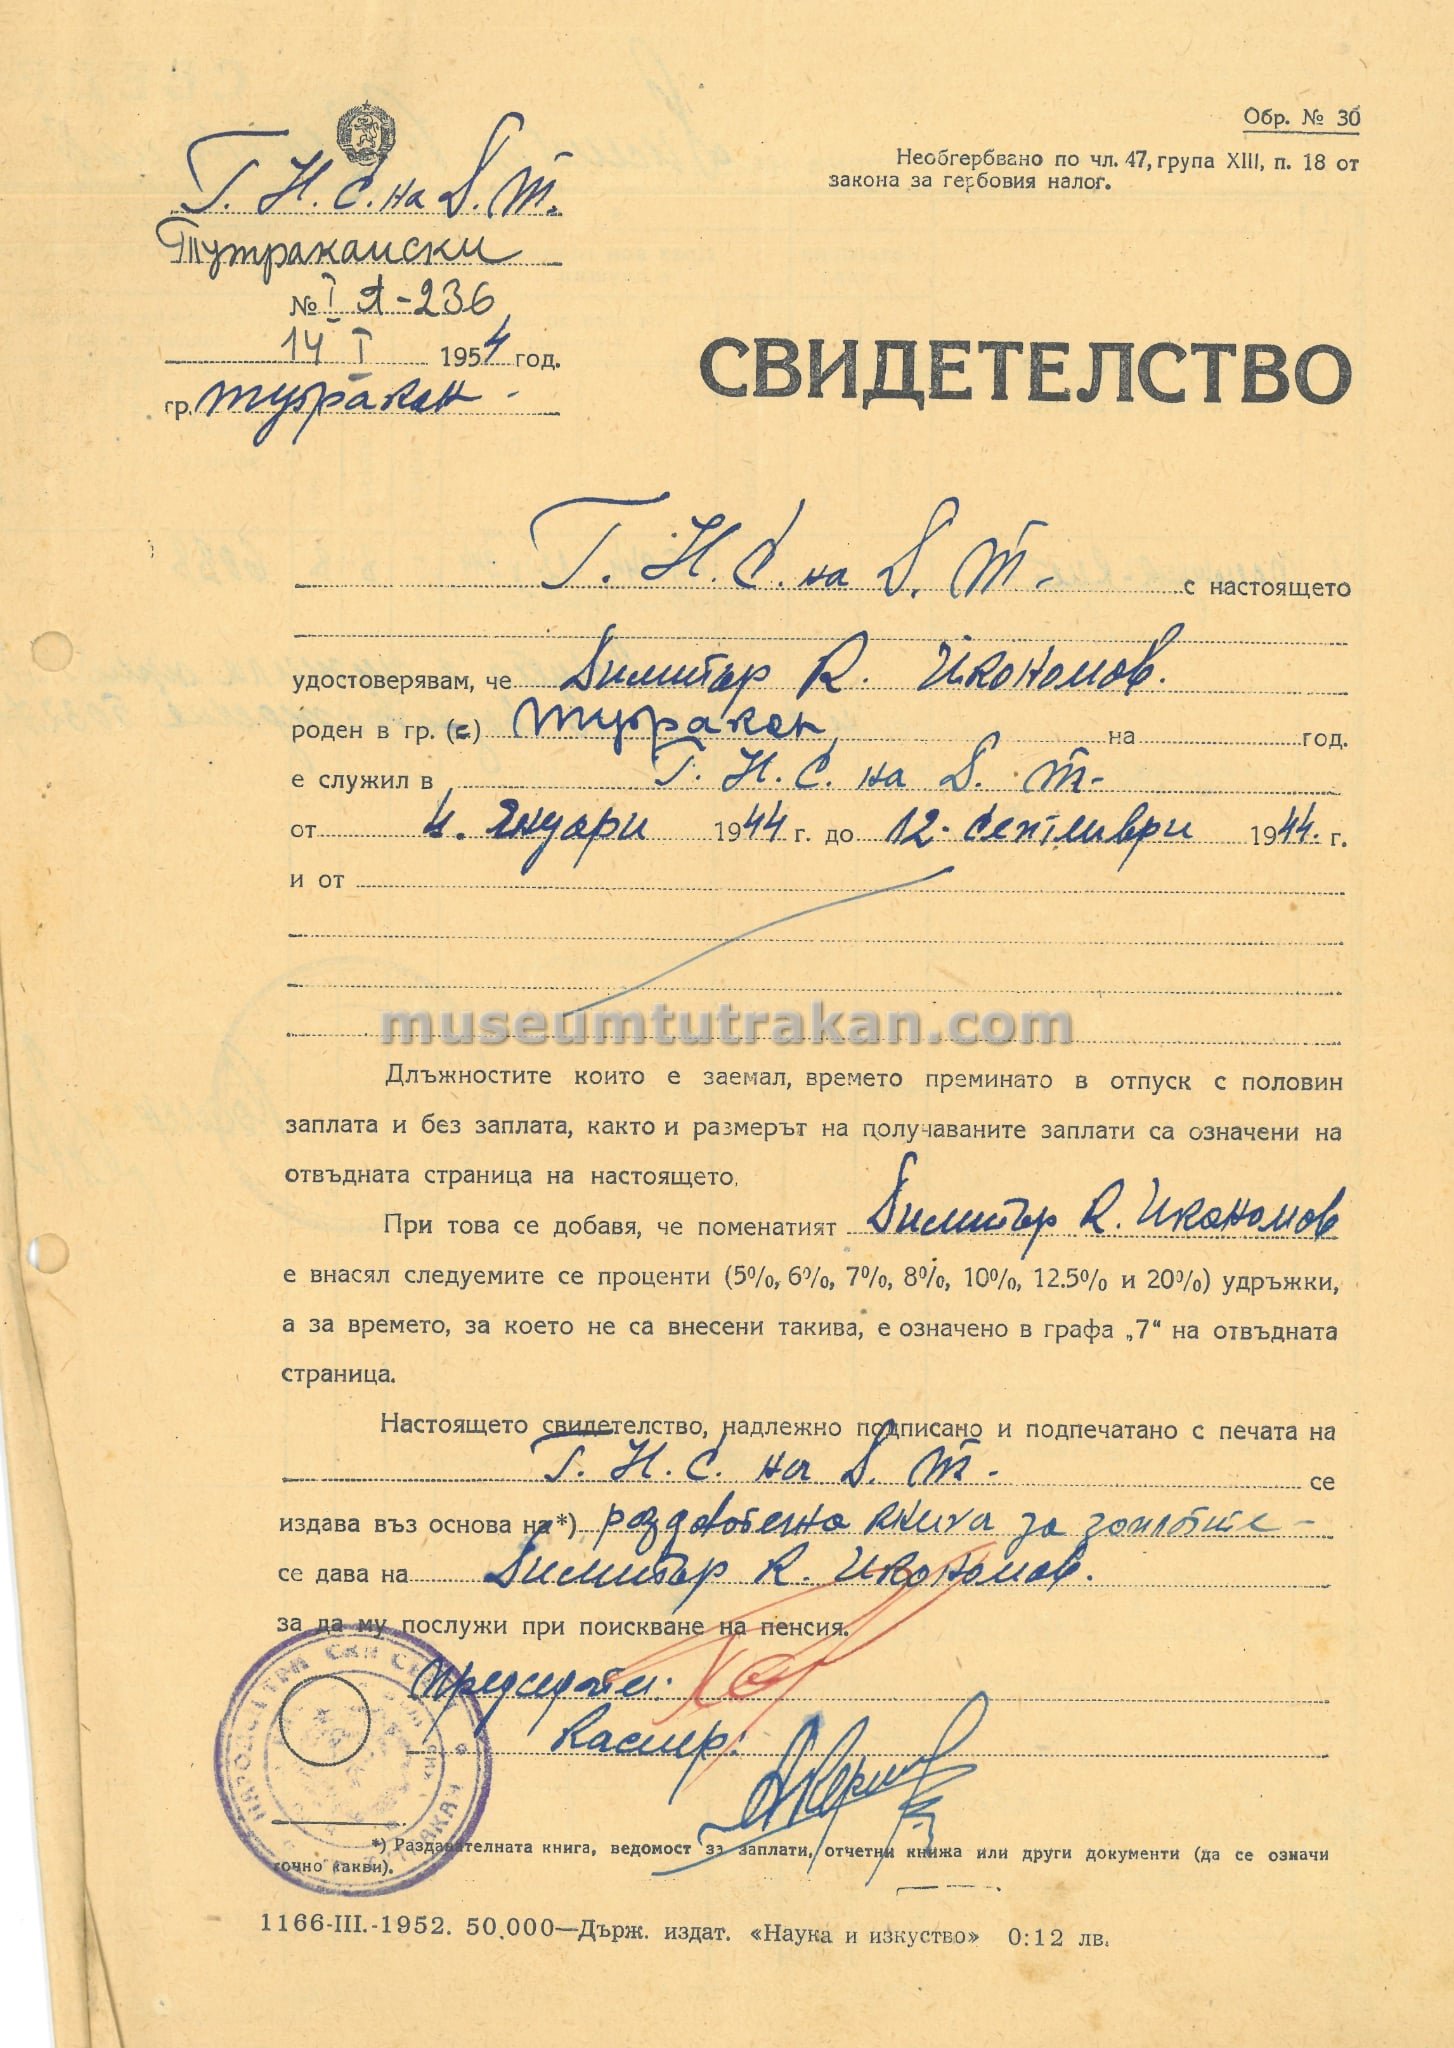 Обр. № 30
Необгербвано по чл. 47, група XIII, п. 18 от
закона за гербовия налог.
Г. Н. С. на Д. Т.
Тутракански
№ I А-236
14 I 1954 год.
гр. Тутракан
СВИДЕТЕЛСТВО
Г. Н. С. на Д. Т. с настоящето
удостоверявам, че Димитър К. Икономов.
роден в гр. (с) Тутракан, на год.
е служил в Г. Н. С. на Д. Т.
от 4. Януари 1944 г. до 12. Септември 1944. г.
и от
museumtutrakan.com
Длъжностите които е заемал, времето преминато в отпуск с половин
заплата и без заплата, както и размерът на получаваните заплати са означени на
отвъдната страница на настоящето.
При това се добавя, че поменатият Димитър К. Икономов
е внасял следуемите се проценти (5%, 6%, 7%, 8%, 10%, 12.5% и 20%) удръжки,
а за времето, за което не са внесени такива, е означено в графа „7“ на отвъдната
страница.
Настоящето свидетелство, надлежно подписано и подпечатано с печата на
Г. Н. С. на Д. Т. се
издава въз основа на*) раздавателна книга за заплатите
се дава на Димитър К. Икономов.
за да му послужи при поискване на пенсия.
Председател:
Касиер:
*) Раздавателната книга, ведомост за заплати, отчетни книжа или други документи (да се означи
точно какви).
1166-III.-1952. 50.000—Държ. издат. «Наука и изкуство» 0:12 лв.